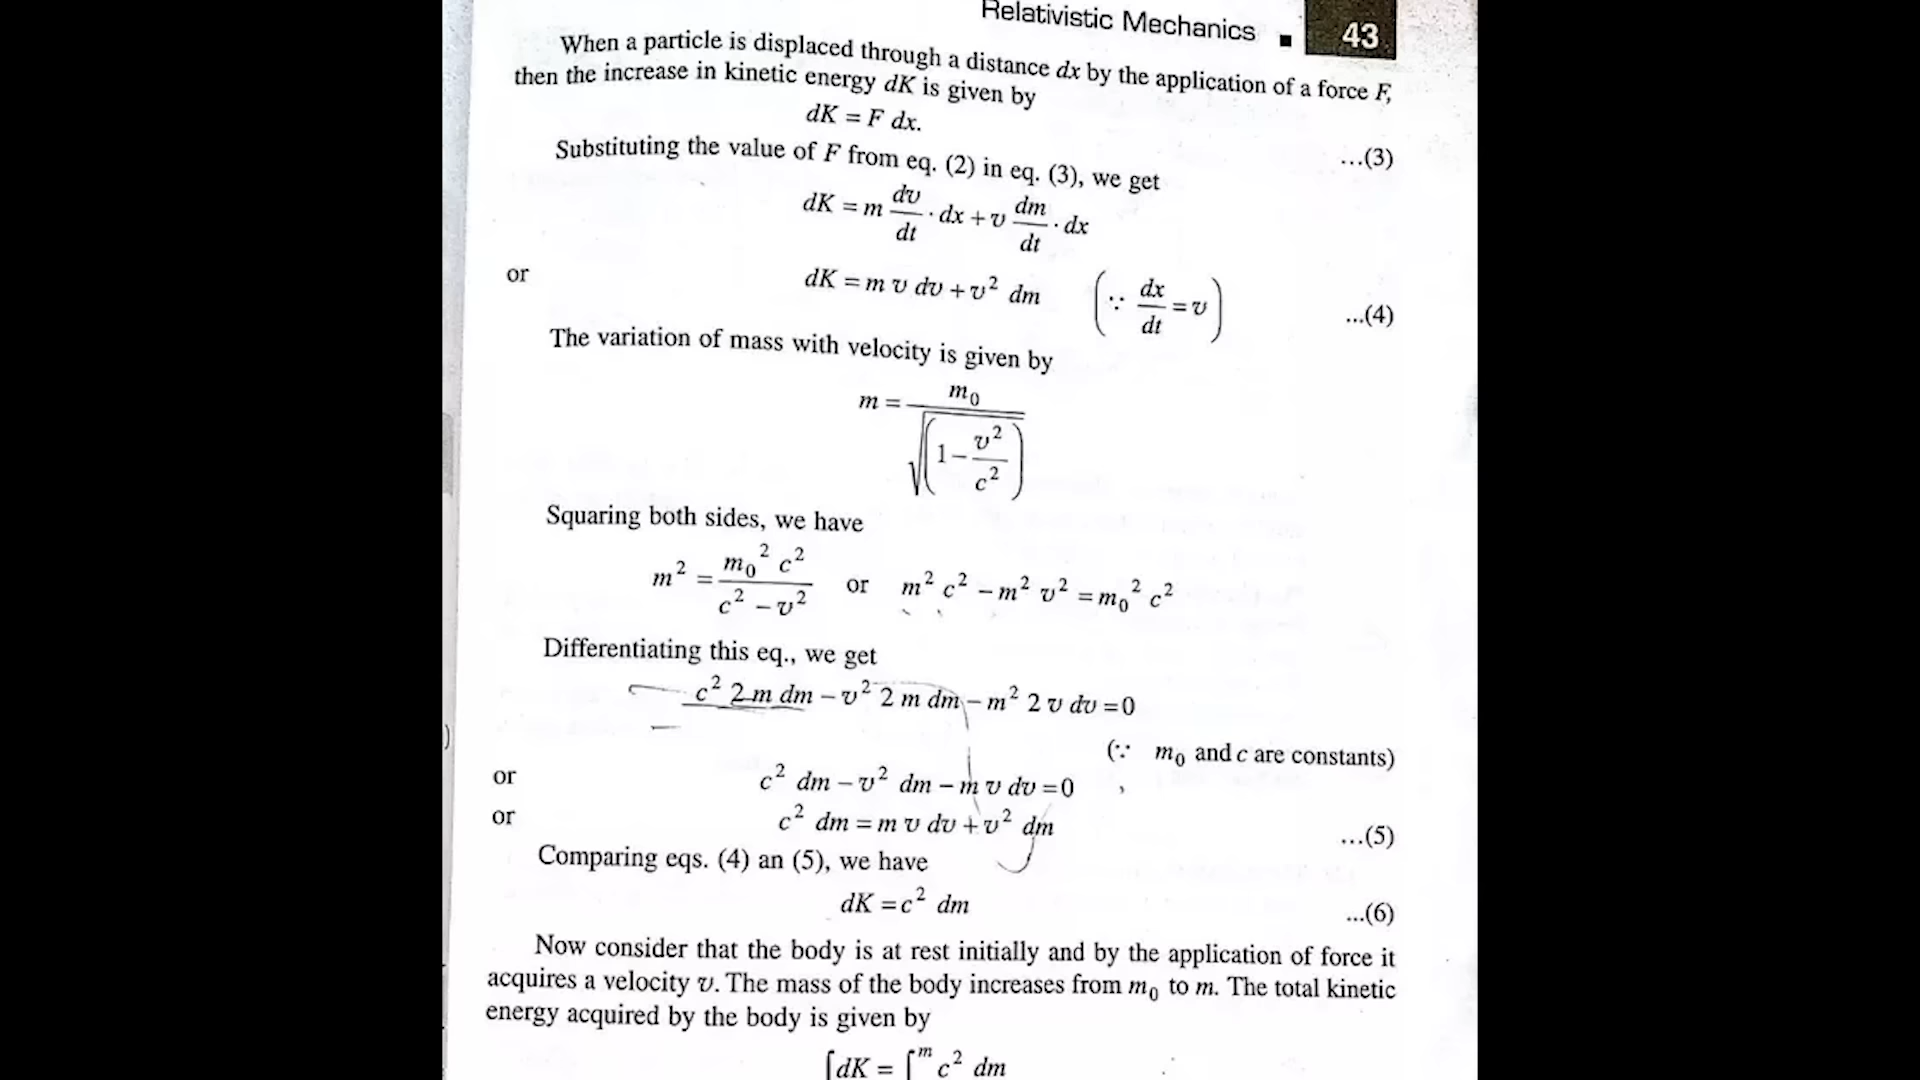 Relativistic Mechanics ■ 43
When a particle is displaced through a distance dx by the application of a force F,
then the increase in kinetic energy dK is given by
dK = F dx. ...(3)
Substituting the value of F from eq. (2) in eq. (3), we get
dK = m dv/dt · dx + v dm/dt · dx
or dK = m v dv + v² dm (∵ dx/dt = v) ...(4)
The variation of mass with velocity is given by
m = m₀/√(1 − v²/c²)
Squaring both sides, we have
m² = m₀² c²/(c² − v²) or m² c² − m² v² = m₀² c²
Differentiating this eq., we get
c² 2 m dm − v² 2 m dm − m² 2 v dv = 0
(∵ m₀ and c are constants)
or c² dm − v² dm − m v dv = 0
or c² dm = m v dv + v² dm ...(5)
Comparing eqs. (4) an (5), we have
dK = c² dm ...(6)
Now consider that the body is at rest initially and by the application of force it
acquires a velocity v. The mass of the body increases from m₀ to m. The total kinetic
energy acquired by the body is given by
∫dK = ∫ᵐ c² dm